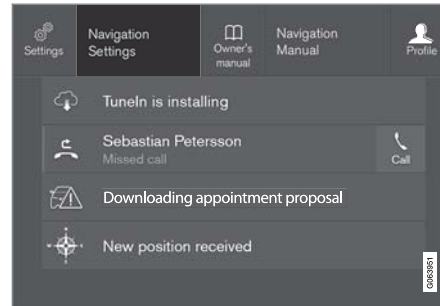 Settings
Navigation
Settings
Owner's
manual
Navigation
Manual
Profile
TuneIn is installing
Sebastian Petersson
Missed call
Call
Downloading appointment proposal
New position received
G063951